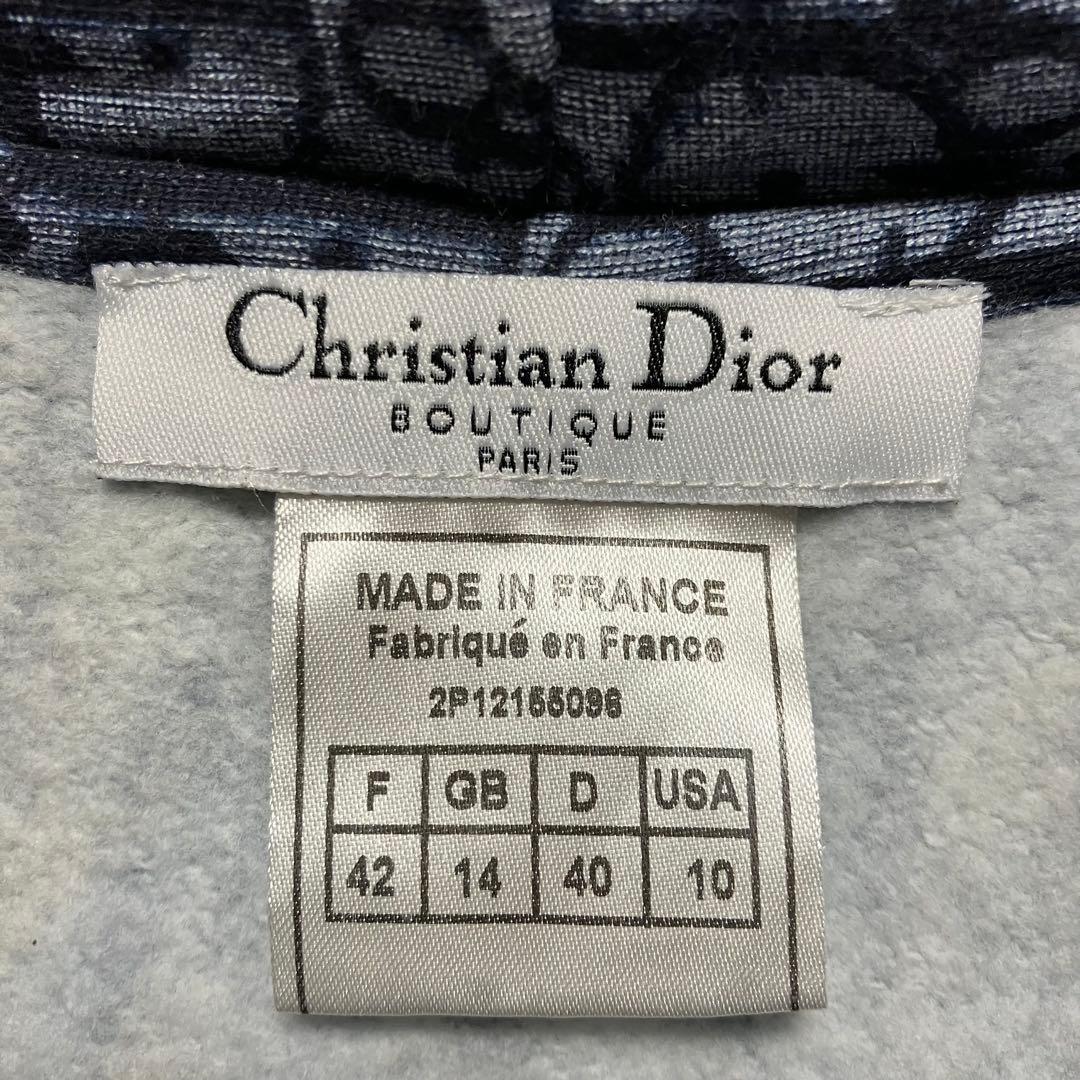 Christian Dior
BOUTIQUE
PARIS
MADE IN FRANCE
Fabriqué en France
2P12155096
F GB D USA
42 14 40 10